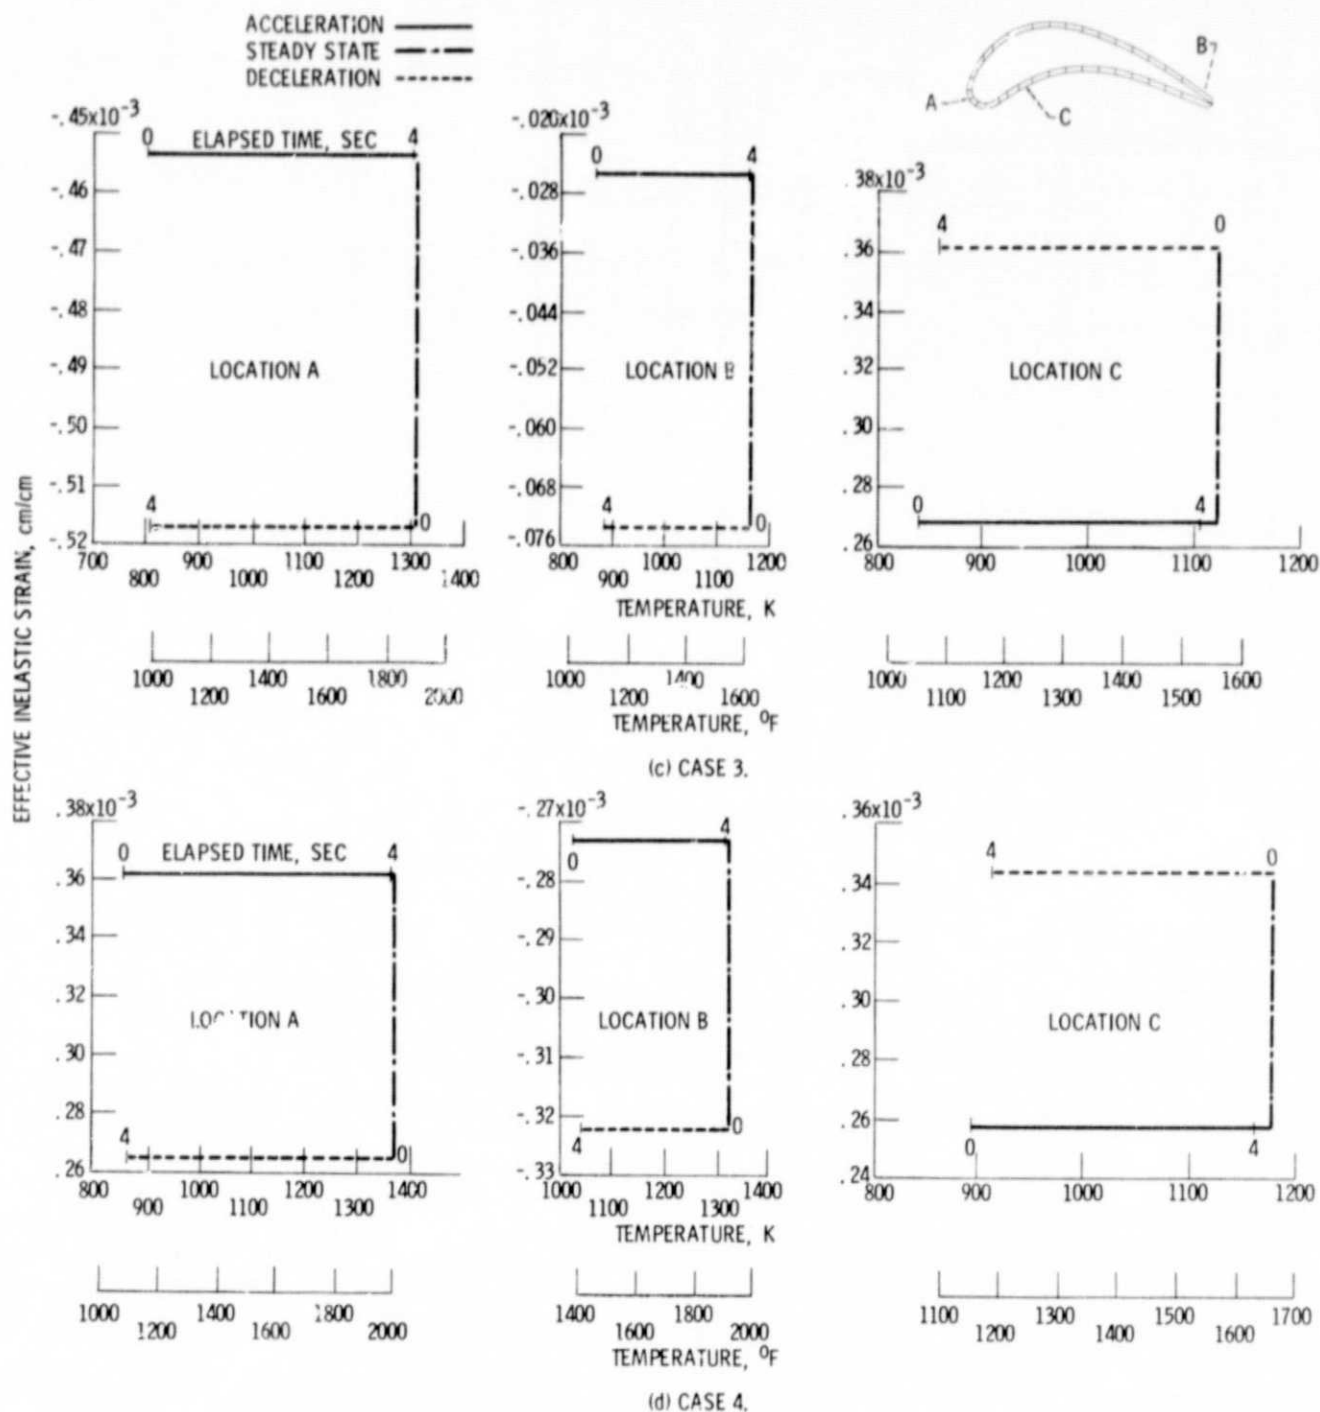 ACCELERATION
STEADY STATE
DECELERATION
A
B
C
EFFECTIVE INELASTIC STRAIN, cm/cm
-.45x10-3
-.46
-.47
-.48
-.49
-.50
-.51
-.52
0 ELAPSED TIME, SEC 4
LOCATION A
4 0
700 800 900 1000 1100 1200 1300 1400
1000 1200 1400 1600 1800 2000
-.020x10-3
-.028
-.036
-.044
-.052
-.060
-.068
-.076
0 4
LOCATION B
4 0
800 900 1000 1100 1200
TEMPERATURE, K
1000 1200 1400 1600
TEMPERATURE, °F
.38x10-3
.36
.34
.32
.30
.28
.26
4 0
LOCATION C
0 4
800 900 1000 1100 1200
1000 1100 1200 1300 1400 1500 1600
(c) CASE 3.
.38x10-3
.36
.34
.32
.30
.28
.26
0 ELAPSED TIME, SEC 4
LOCATION A
4 0
800 900 1000 1100 1200 1300 1400
1000 1200 1400 1600 1800 2000
-.27x10-3
-.28
-.29
-.30
-.31
-.32
-.33
0 4
LOCATION B
4 0
1000 1100 1200 1300 1400
TEMPERATURE, K
1400 1600 1800 2000
TEMPERATURE, °F
.36x10-3
.34
.32
.30
.28
.26
.24
4 0
LOCATION C
0 4
800 900 1000 1100 1200
1100 1200 1300 1400 1500 1600 1700
(d) CASE 4.